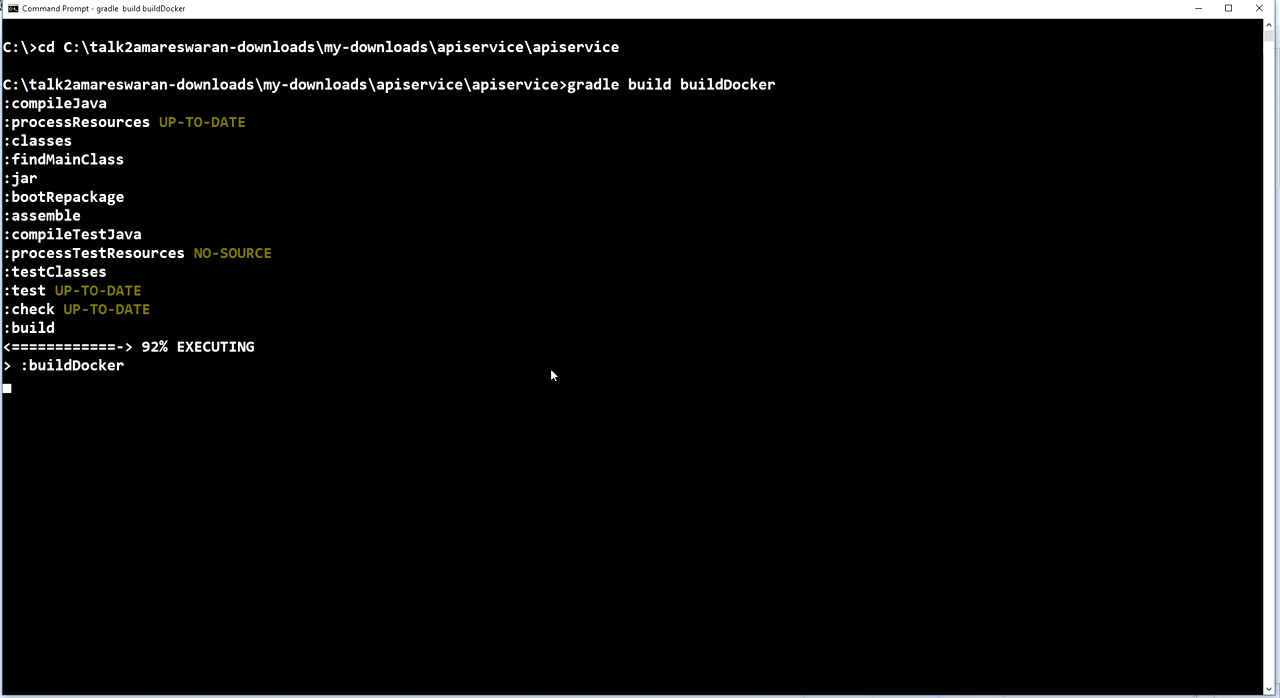 Command Prompt - gradle  build buildDocker
C:\>cd C:\talk2amareswaran-downloads\my-downloads\apiservice\apiservice
C:\talk2amareswaran-downloads\my-downloads\apiservice\apiservice>gradle build buildDocker
:compileJava
:processResources UP-TO-DATE
:classes
:findMainClass
:jar
:bootRepackage
:assemble
:compileTestJava
:processTestResources NO-SOURCE
:testClasses
:test UP-TO-DATE
:check UP-TO-DATE
:build
<============-> 92% EXECUTING
> :buildDocker